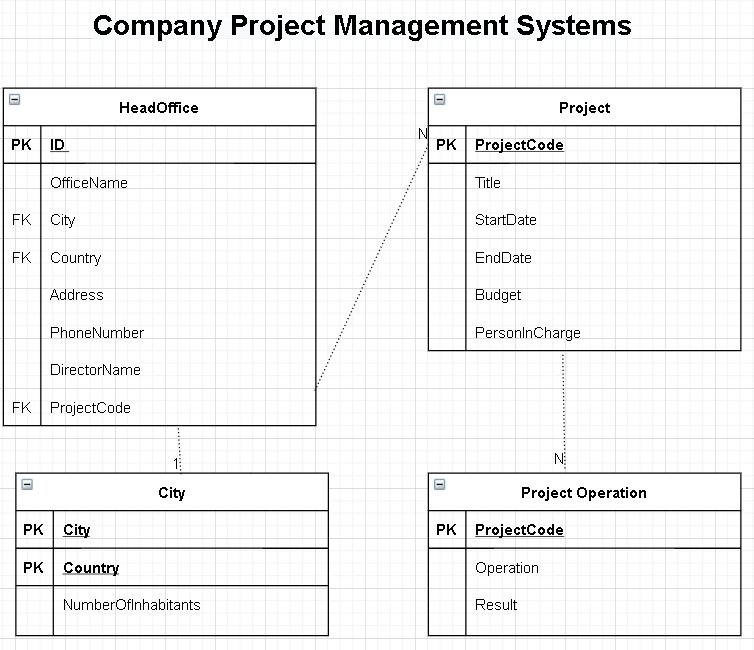 Company Project Management Systems
HeadOffice
PK ID
OfficeName
FK City
FK Country
Address
PhoneNumber
DirectorName
FK ProjectCode
N
Project
PK ProjectCode
Title
StartDate
EndDate
Budget
PersonInCharge
1
City
PK City
PK Country
NumberOfInhabitants
N
Project Operation
PK ProjectCode
Operation
Result